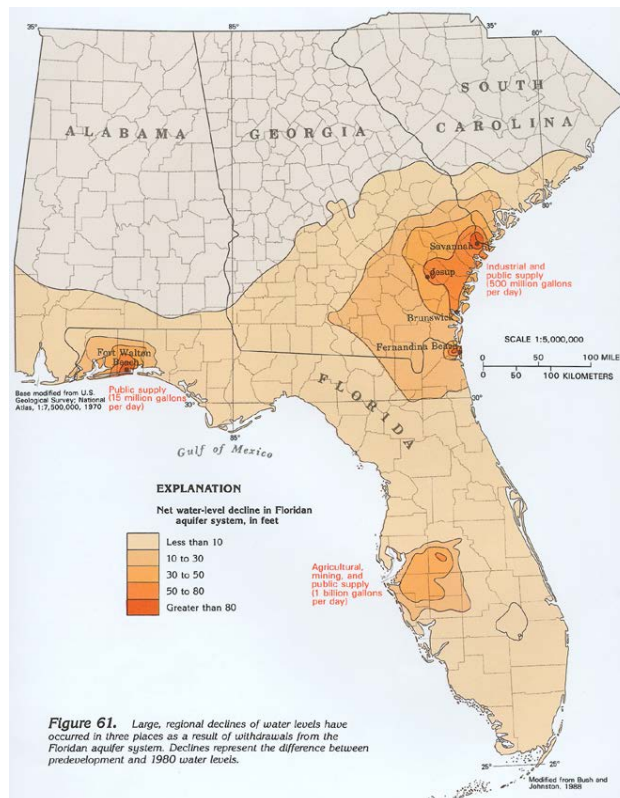 35°
85°
35°
80°
SOUTH
CAROLINA
ALABAMA
GEORGIA
80°
Savannah
Jesup
Industrial and
public supply
(500 million gallons
per day)
Brunswick
Fernandina Beach
SCALE 1:5,000,000
0 50 100 MILE
0 50 100 KILOMETERS
Fort Walton
Beach
Base modified from U.S.
Geological Survey; National
Atlas, 1:7,500,000, 1970
Public supply
(15 million gallons
per day)
30°
30°
85°
FLORIDA
Gulf of Mexico
EXPLANATION
Net water-level decline in Floridan
aquifer system, in feet
Less than 10
10 to 30
30 to 50
50 to 80
Greater than 80
Agricultural,
mining, and
public supply
(1 billion gallons
per day)
Figure 61. Large, regional declines of water levels have
occurred in three places as a result of withdrawals from the
Floridan aquifer system. Declines represent the difference between
predevelopment and 1980 water levels.
25°
25°
Modified from Bush and
Johnston, 1988